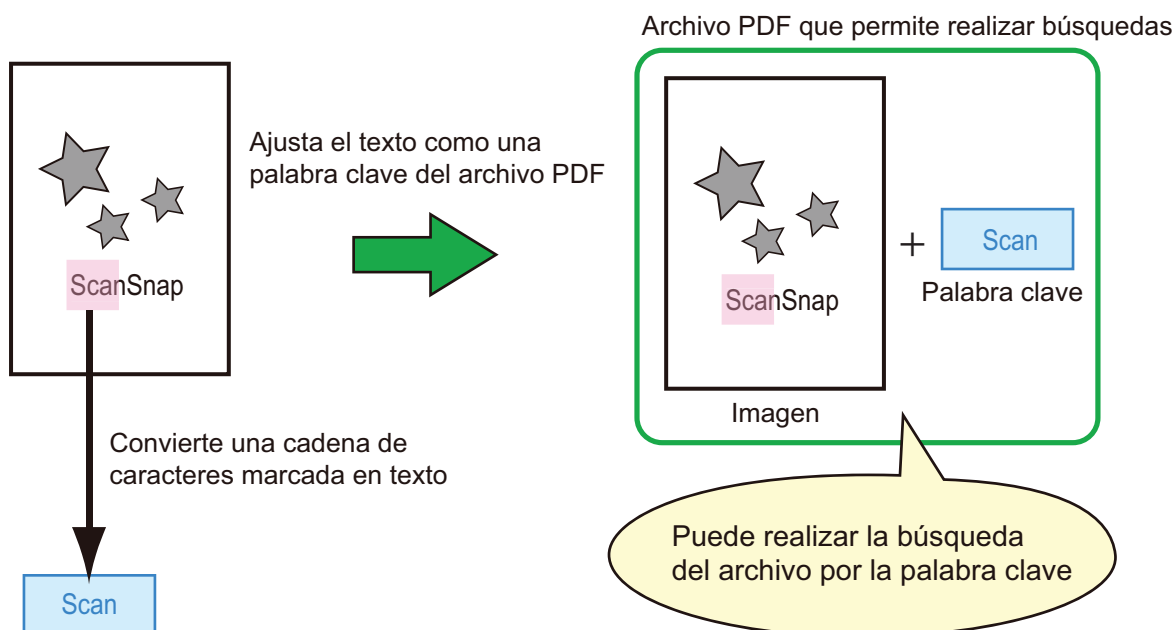 Archivo PDF que permite realizar búsquedas
Ajusta el texto como una
palabra clave del archivo PDF
ScanSnap
Convierte una cadena de
caracteres marcada en texto
Scan
ScanSnap
Imagen
+
Scan
Palabra clave
Puede realizar la búsqueda
del archivo por la palabra clave